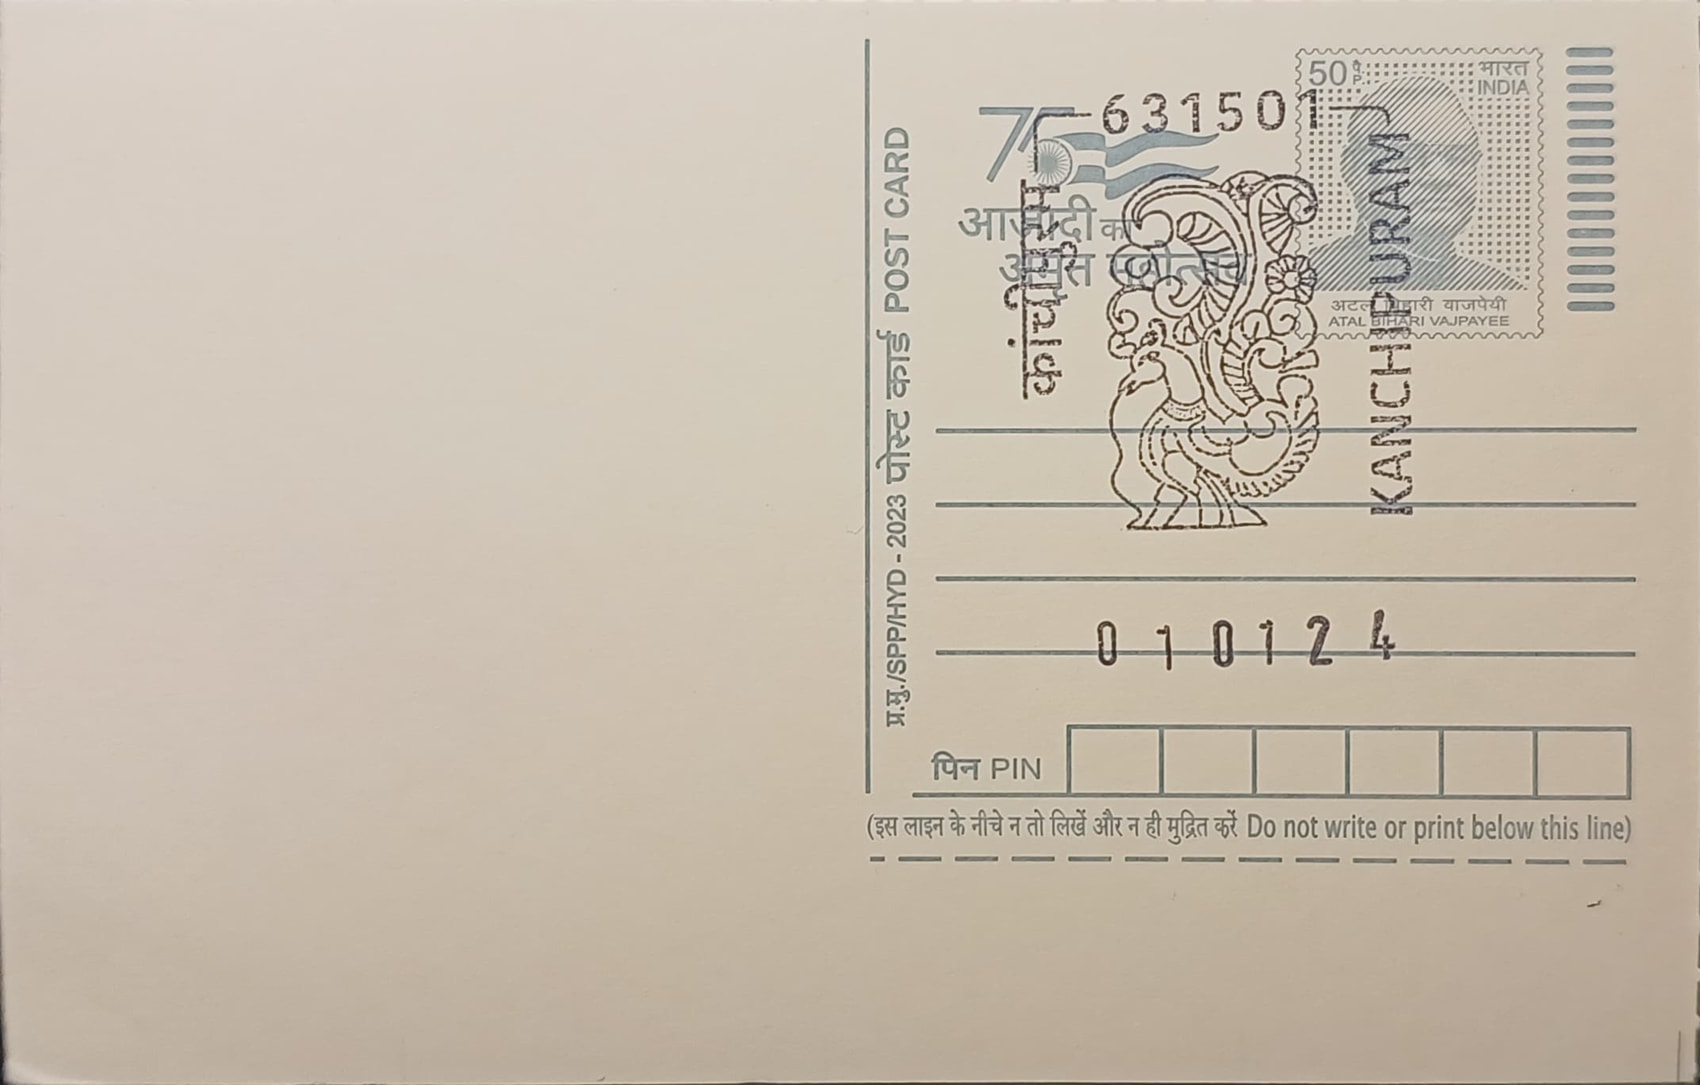 50 पै. P.
भारत
INDIA
अटल बिहारी वाजपेयी
ATAL BIHARI VAJPAYEE
631501
कांचीपुरम
KANCHIPURAM
75
आज़ादी का
अमृत महोत्सव
010124
प्र.मु./SPP/HYD - 2023 पोस्ट कार्ड POST CARD
पिन PIN
(इस लाइन के नीचे न तो लिखें और न ही मुद्रित करें Do not write or print below this line)